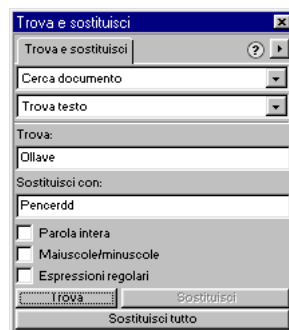 Trova e sostituisci
Trova e sostituisci
Cerca documento
Trova testo
Trova:
Ollave
Sostituisci con:
Pencerdd
Parola intera
Maiuscole/minuscole
Espressioni regolari
Trova Sostituisci
Sostituisci tutto